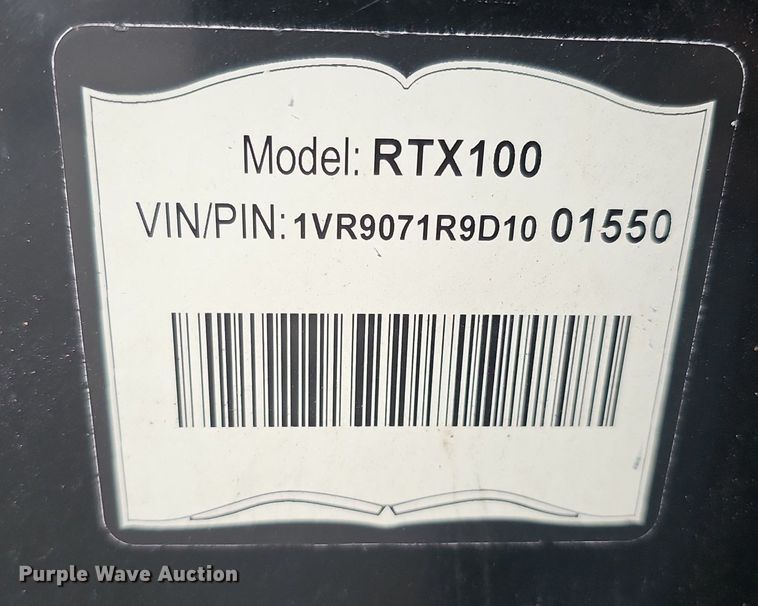 Model: RTX100
VIN/PIN: 1VR9071R9D10 01550
Purple Wave Auction